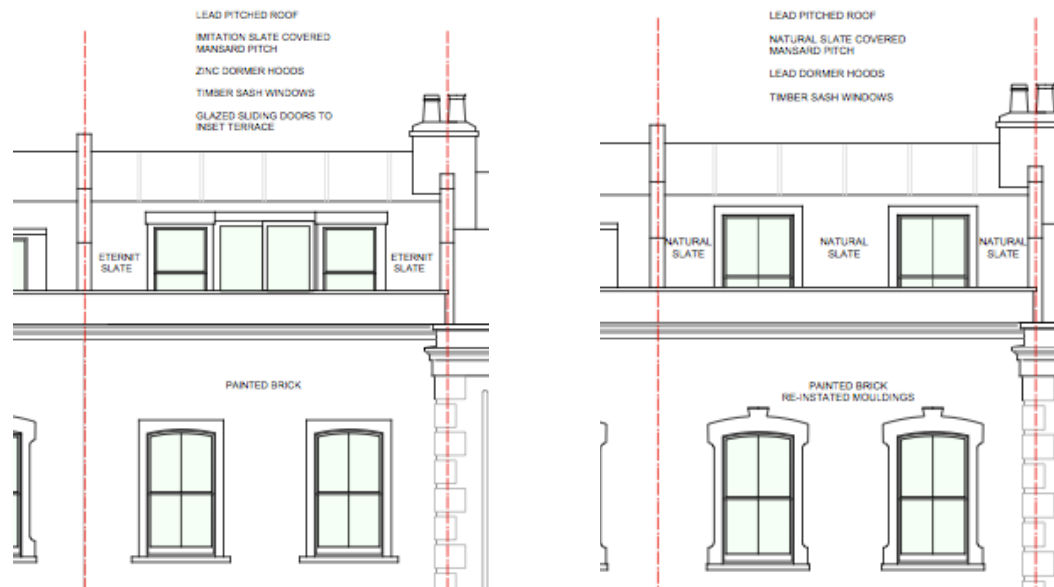 LEAD PITCHED ROOF
IMITATION SLATE COVERED
MANSARD PITCH
ZINC DORMER HOODS
TIMBER SASH WINDOWS
GLAZED SLIDING DOORS TO
INSET TERRACE
ETERNIT
SLATE
ETERNIT
SLATE
PAINTED BRICK
LEAD PITCHED ROOF
NATURAL SLATE COVERED
MANSARD PITCH
LEAD DORMER HOODS
TIMBER SASH WINDOWS
NATURAL
SLATE
NATURAL
SLATE
NATURAL
SLATE
PAINTED BRICK
RE-INSTATED MOULDINGS